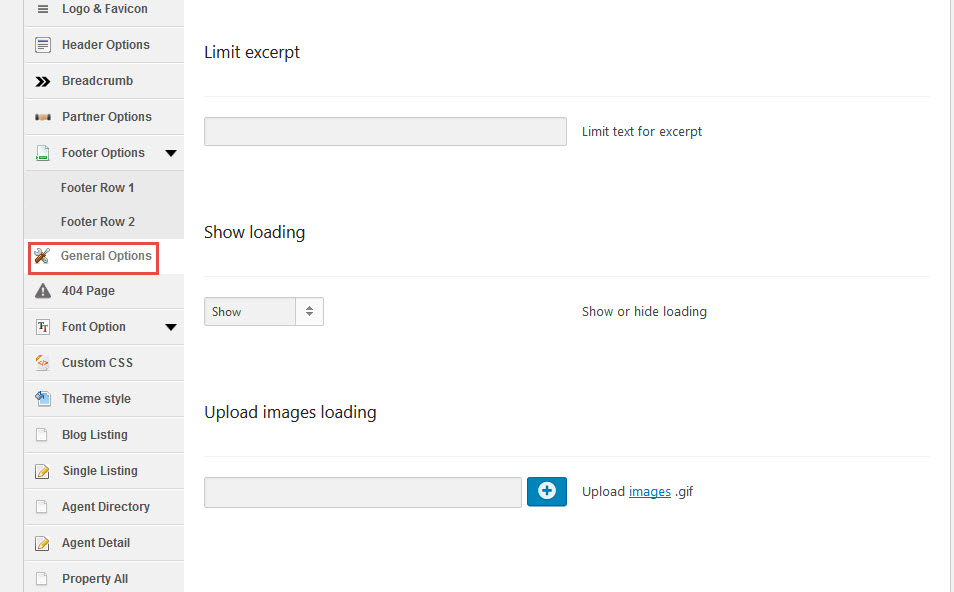 Logo & Favicon
Header Options
Breadcrumb
Partner Options
Footer Options
Footer Row 1
Footer Row 2
General Options
404 Page
Font Option
Custom CSS
Theme style
Blog Listing
Single Listing
Agent Directory
Agent Detail
Property All
Limit excerpt
Limit text for excerpt
Show loading
Show
Show or hide loading
Upload images loading
Upload images .gif